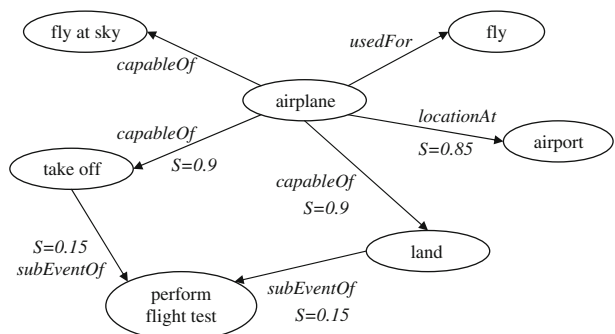 fly at sky
usedFor
fly
capableOf
airplane
capableOf
locationAt
take off
S=0.9
S=0.85
airport
capableOf
S=0.9
S=0.15
subEventOf
land
perform
flight test
subEventOf
S=0.15